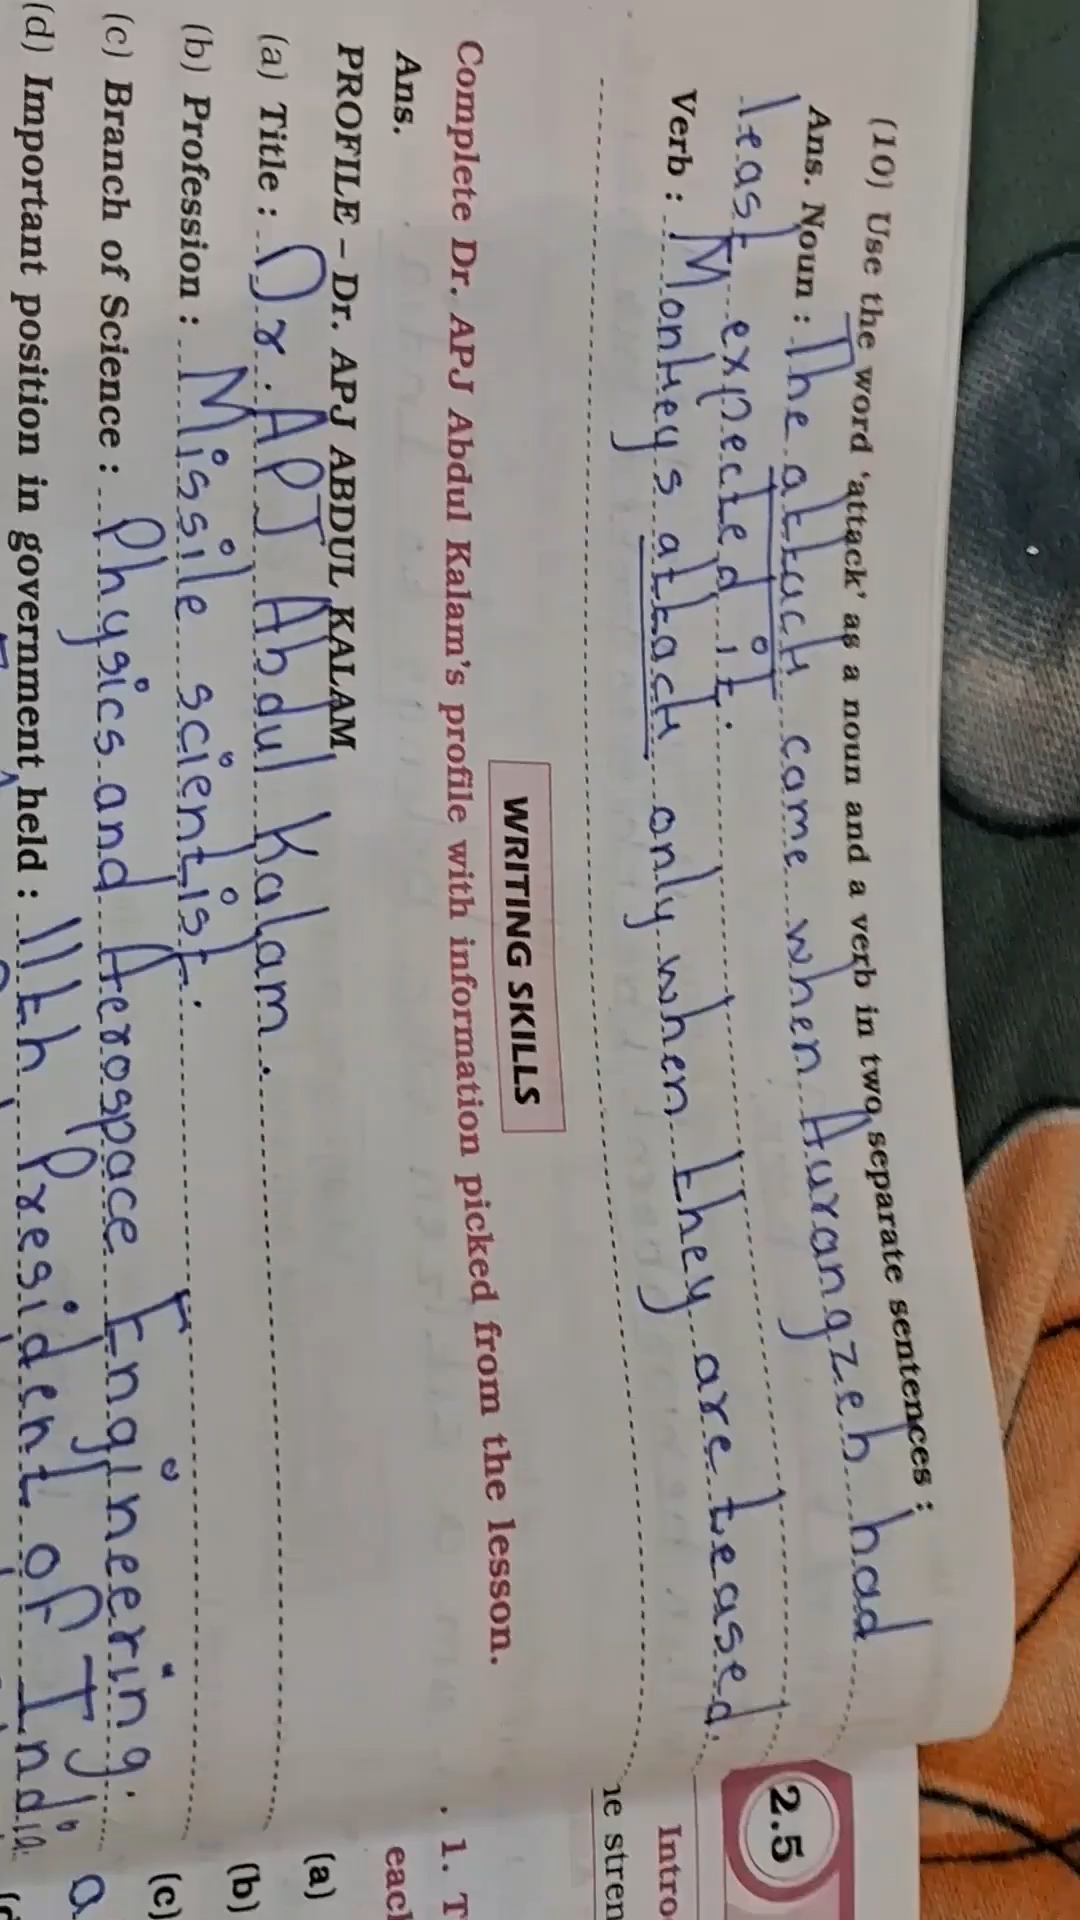 (10) Use the word 'attack' as a noun and a verb in two separate sentences :
Ans. Noun : The attack came when Aurangzeb had
least expected it.
Verb : Monkeys attack only when they are teased.
WRITING SKILLS
Complete Dr. APJ Abdul Kalam's profile with information picked from the lesson.
Ans.
PROFILE – Dr. APJ ABDUL KALAM
(a) Title : Dr. APJ Abdul Kalam.
(b) Profession : Missile scientist.
(c) Branch of Science : Physics and Aerospace Engineering.
(d) Important position in government held : 11th President of India
2.5
Intro
ne stren
1. T
each
(a)
(b)
(c)